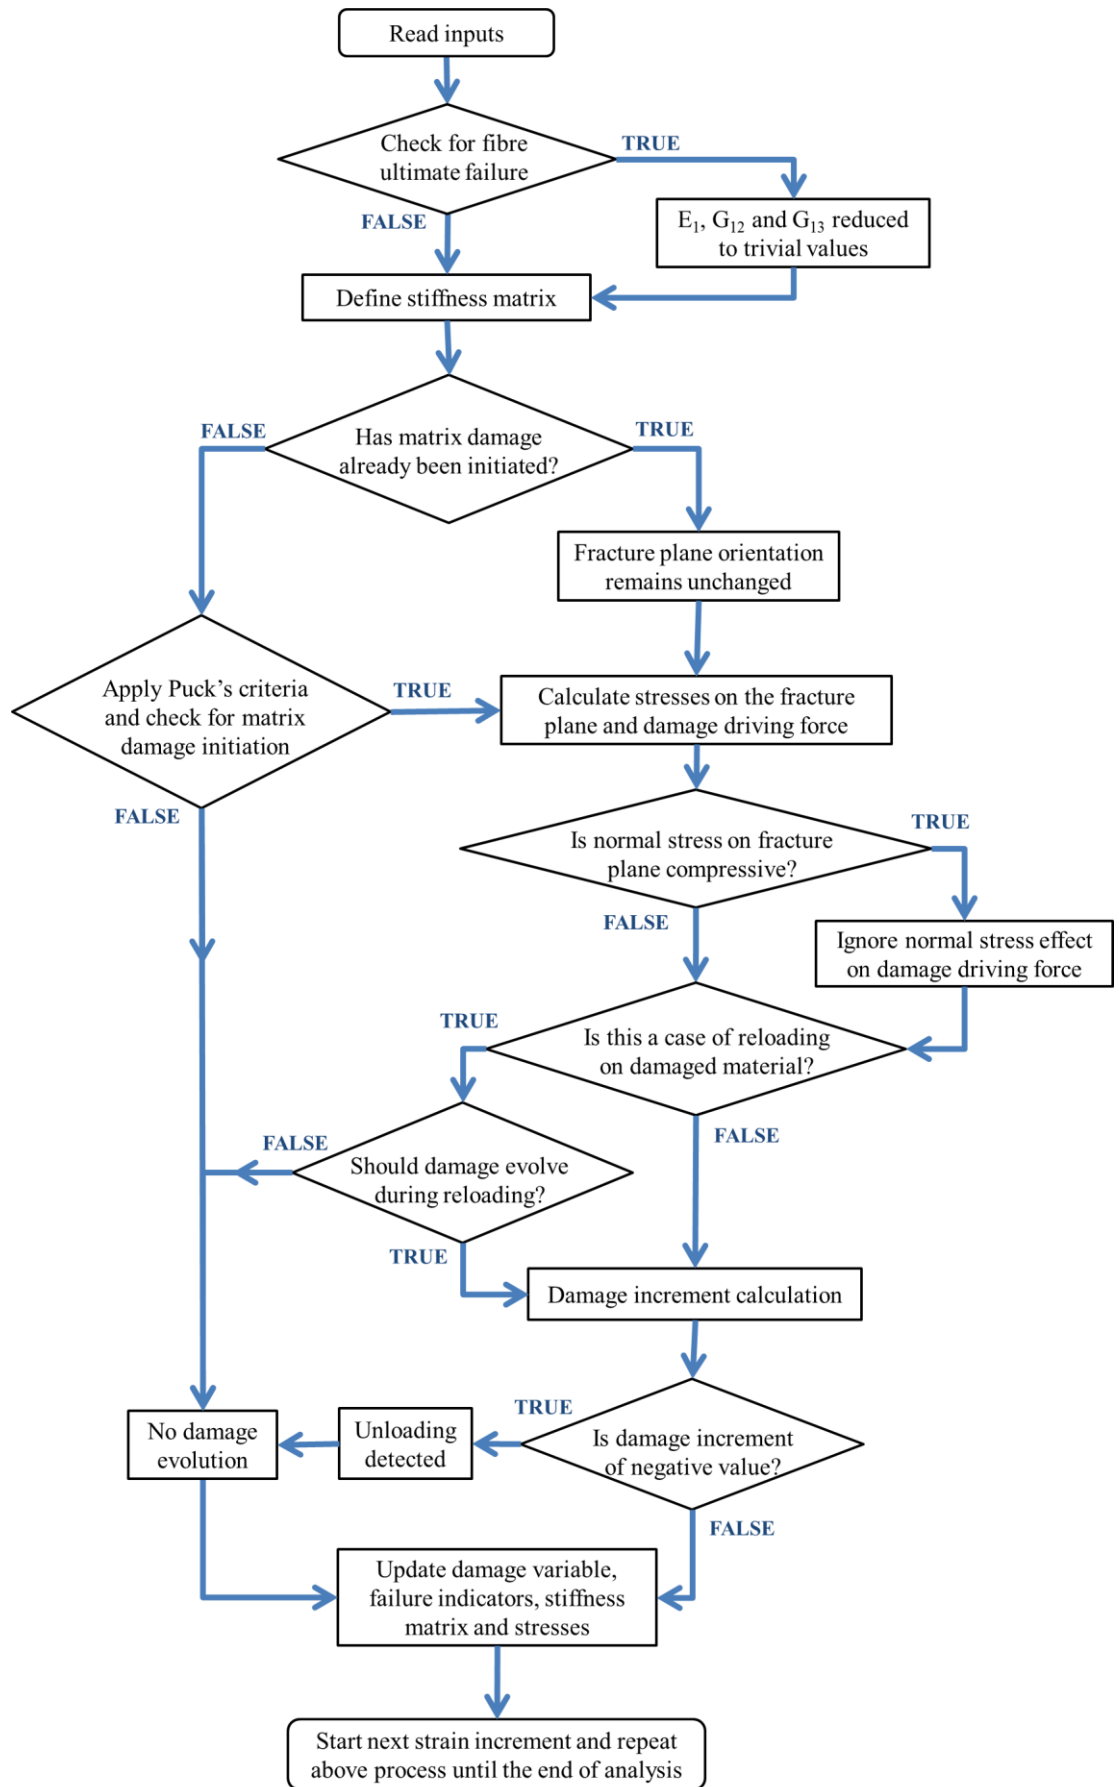 Read inputs
Check for fibre
ultimate failure
TRUE
FALSE
E₁, G₁₂ and G₁₃ reduced
to trivial values
Define stiffness matrix
FALSE
Has matrix damage
already been initiated?
TRUE
Fracture plane orientation
remains unchanged
Apply Puck’s criteria
and check for matrix
damage initiation
TRUE
FALSE
Calculate stresses on the fracture
plane and damage driving force
Is normal stress on fracture
plane compressive?
TRUE
FALSE
Ignore normal stress effect
on damage driving force
TRUE
Is this a case of reloading
on damaged material?
FALSE
FALSE
Should damage evolve
during reloading?
TRUE
Damage increment calculation
No damage
evolution
Unloading
detected
TRUE
Is damage increment
of negative value?
FALSE
Update damage variable,
failure indicators, stiffness
matrix and stresses
Start next strain increment and repeat
above process until the end of analysis